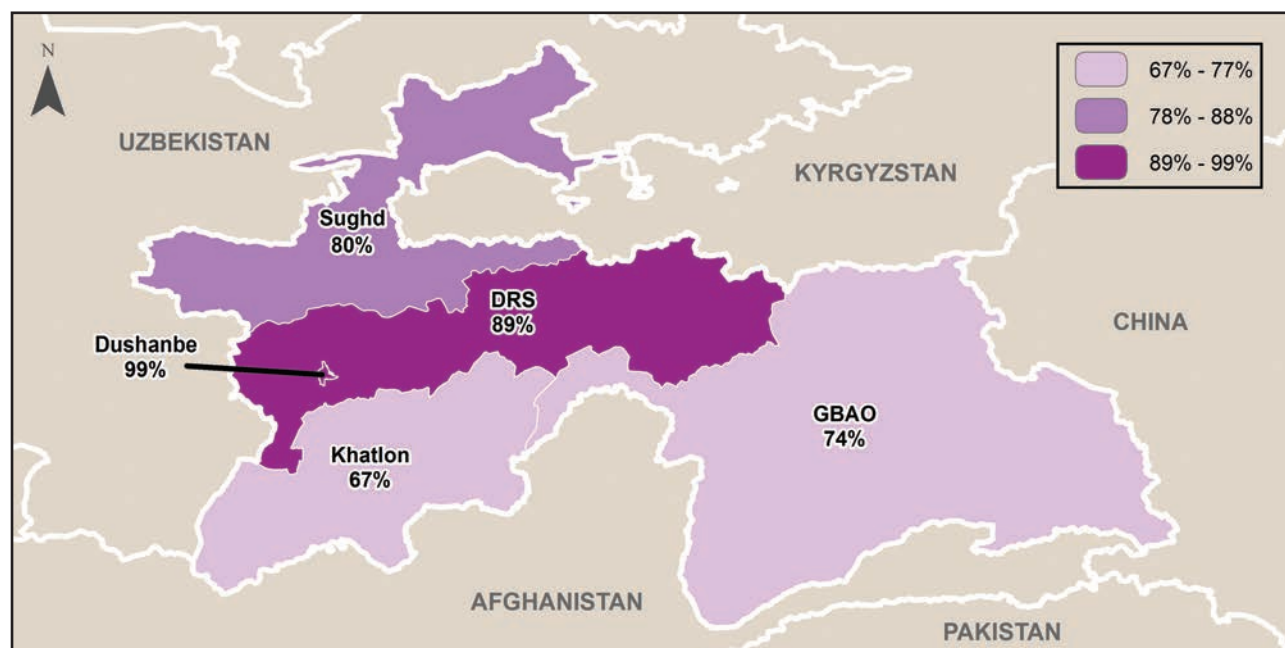 N
67% - 77%
78% - 88%
89% - 99%
UZBEKISTAN
KYRGYZSTAN
Sughd
80%
DRS
89%
CHINA
Dushanbe
99%
GBAO
74%
Khatlon
67%
AFGHANISTAN
PAKISTAN